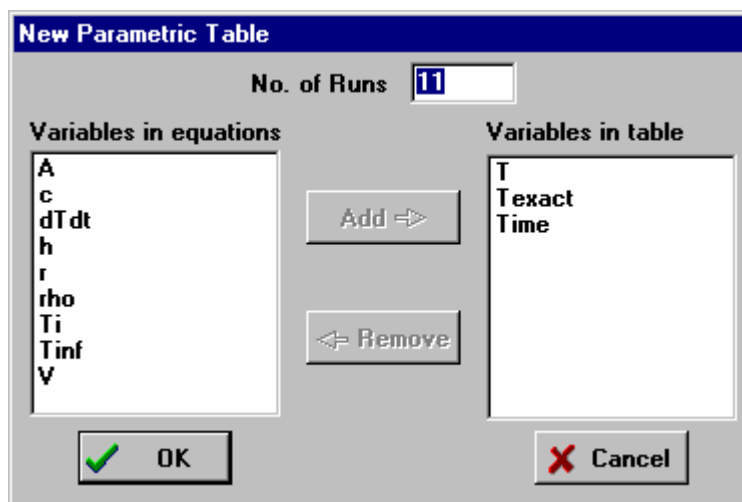 New Parametric Table
No. of Runs 11
Variables in equations
A
c
dTdt
h
r
rho
Ti
Tinf
V
Add
Remove
Variables in table
T
Texact
Time
OK
Cancel